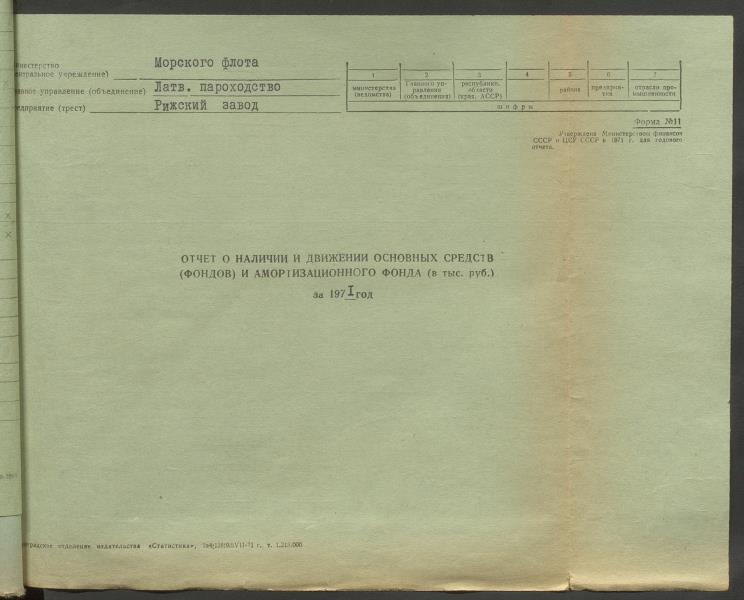 министерство
(центральное учреждение) Морского флота
главное управление (объединение) Латв. пароходство
предприятие (трест) Рижский завод
1 2 3 4 5 6 7
министерства (ведомства) Главного управления (объединения) республики, области (края, АССР) района предприятия отрасли промышленности
шифры
Форма №11
Утверждена Министерством финансов
СССР и ЦСУ СССР в 1971 г. для годового
отчета.
ОТЧЕТ О НАЛИЧИИ И ДВИЖЕНИИ ОСНОВНЫХ СРЕДСТВ
(ФОНДОВ) И АМОРТИЗАЦИОННОГО ФОНДА (в тыс. руб.)
за 1971 год
отделение издательства «Статистика», VII-71 г. т.